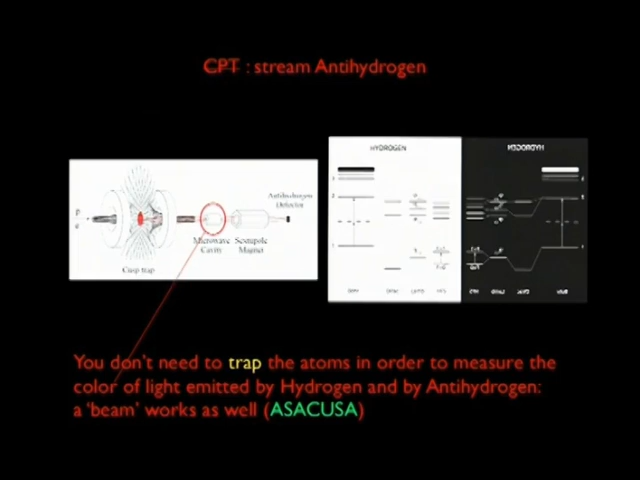 CPT : stream Antihydrogen
HYDROGEN
Antihydrogen
Detector
Microwave
Cavity
Sextupole
Magnet
Cusp trap
You don't need to trap the atoms in order to measure the
color of light emitted by Hydrogen and by Antihydrogen:
a 'beam' works as well (ASACUSA)